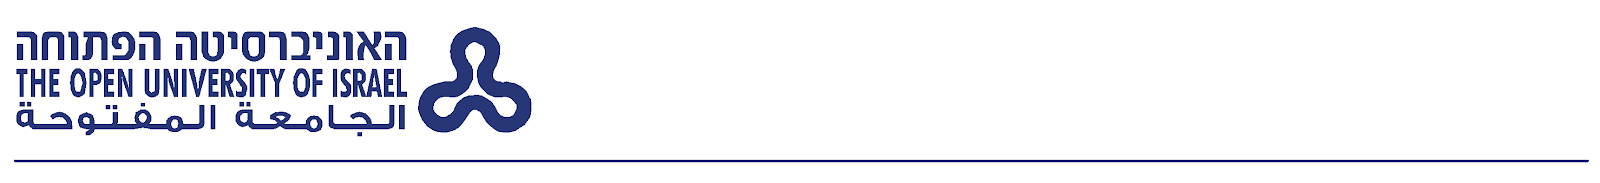 האוניברסיטה הפתוחה
THE OPEN UNIVERSITY OF ISRAEL
الجامعة المفتوحة